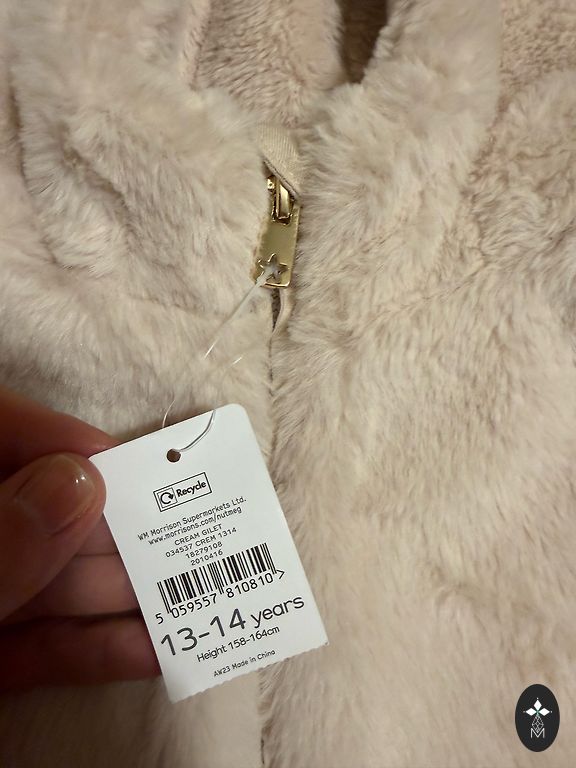 Recycle
WM Morrison Supermarkets Ltd.
www.morrisons.com/nutmeg
CREAM GILET
034537 CREM 1314
18279108
2010416
5 059557 810810 >
13-14 years
Height 158-164cm
AW23 Made in China
M